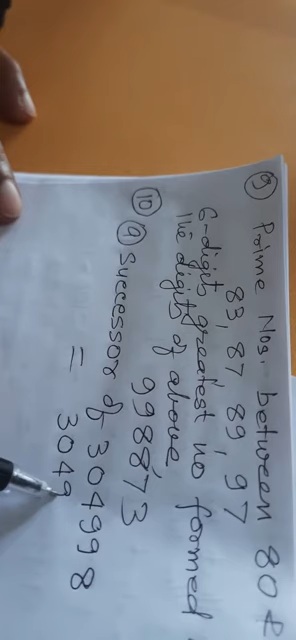 ⑨ Prime Nos. between 80 &
83, 87, 89, 97
6-digits greatest no formed
the digits of above
998873
⑩ ⓐ Successor of 304998
= 3049